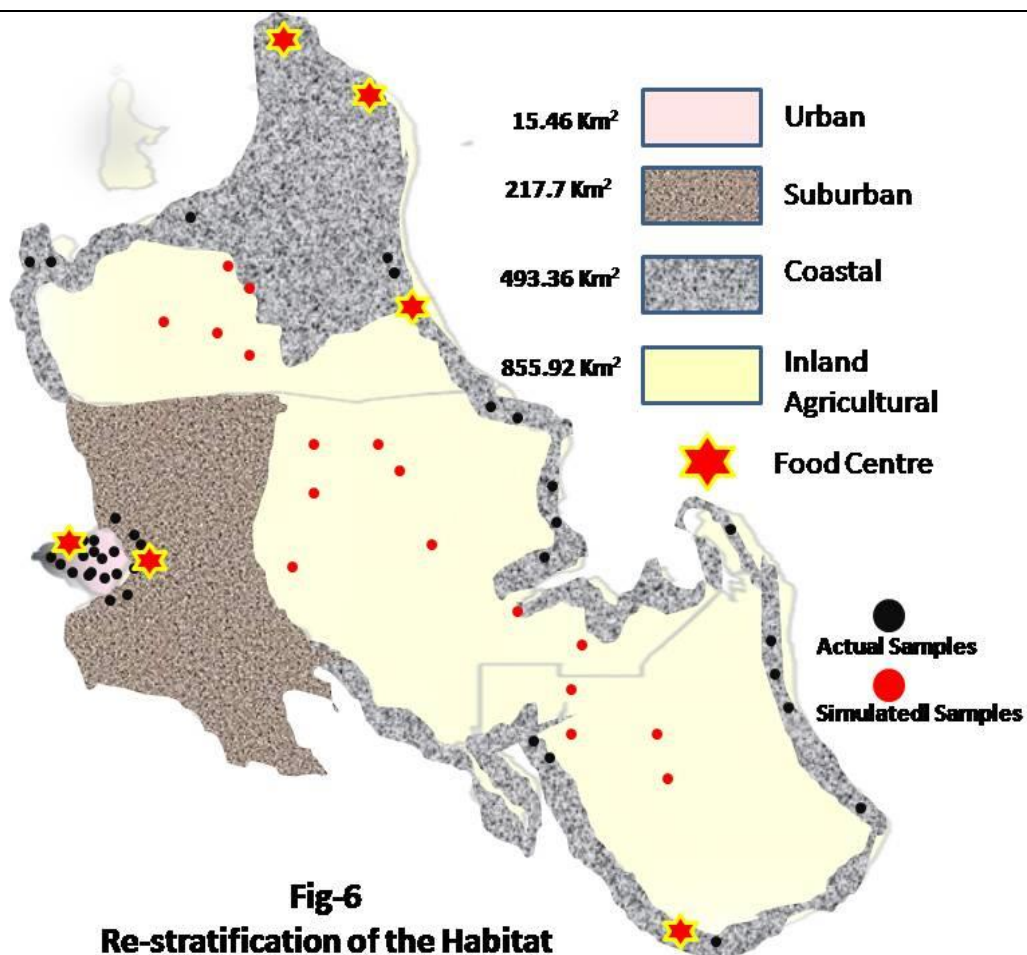 15.46 Km² Urban
217.7 Km² Suburban
493.36 Km² Coastal
855.92 Km² Inland
Agricultural
Food Centre
Actual Samples
Simulatedl Samples
Fig-6
Re-stratification of the Habitat